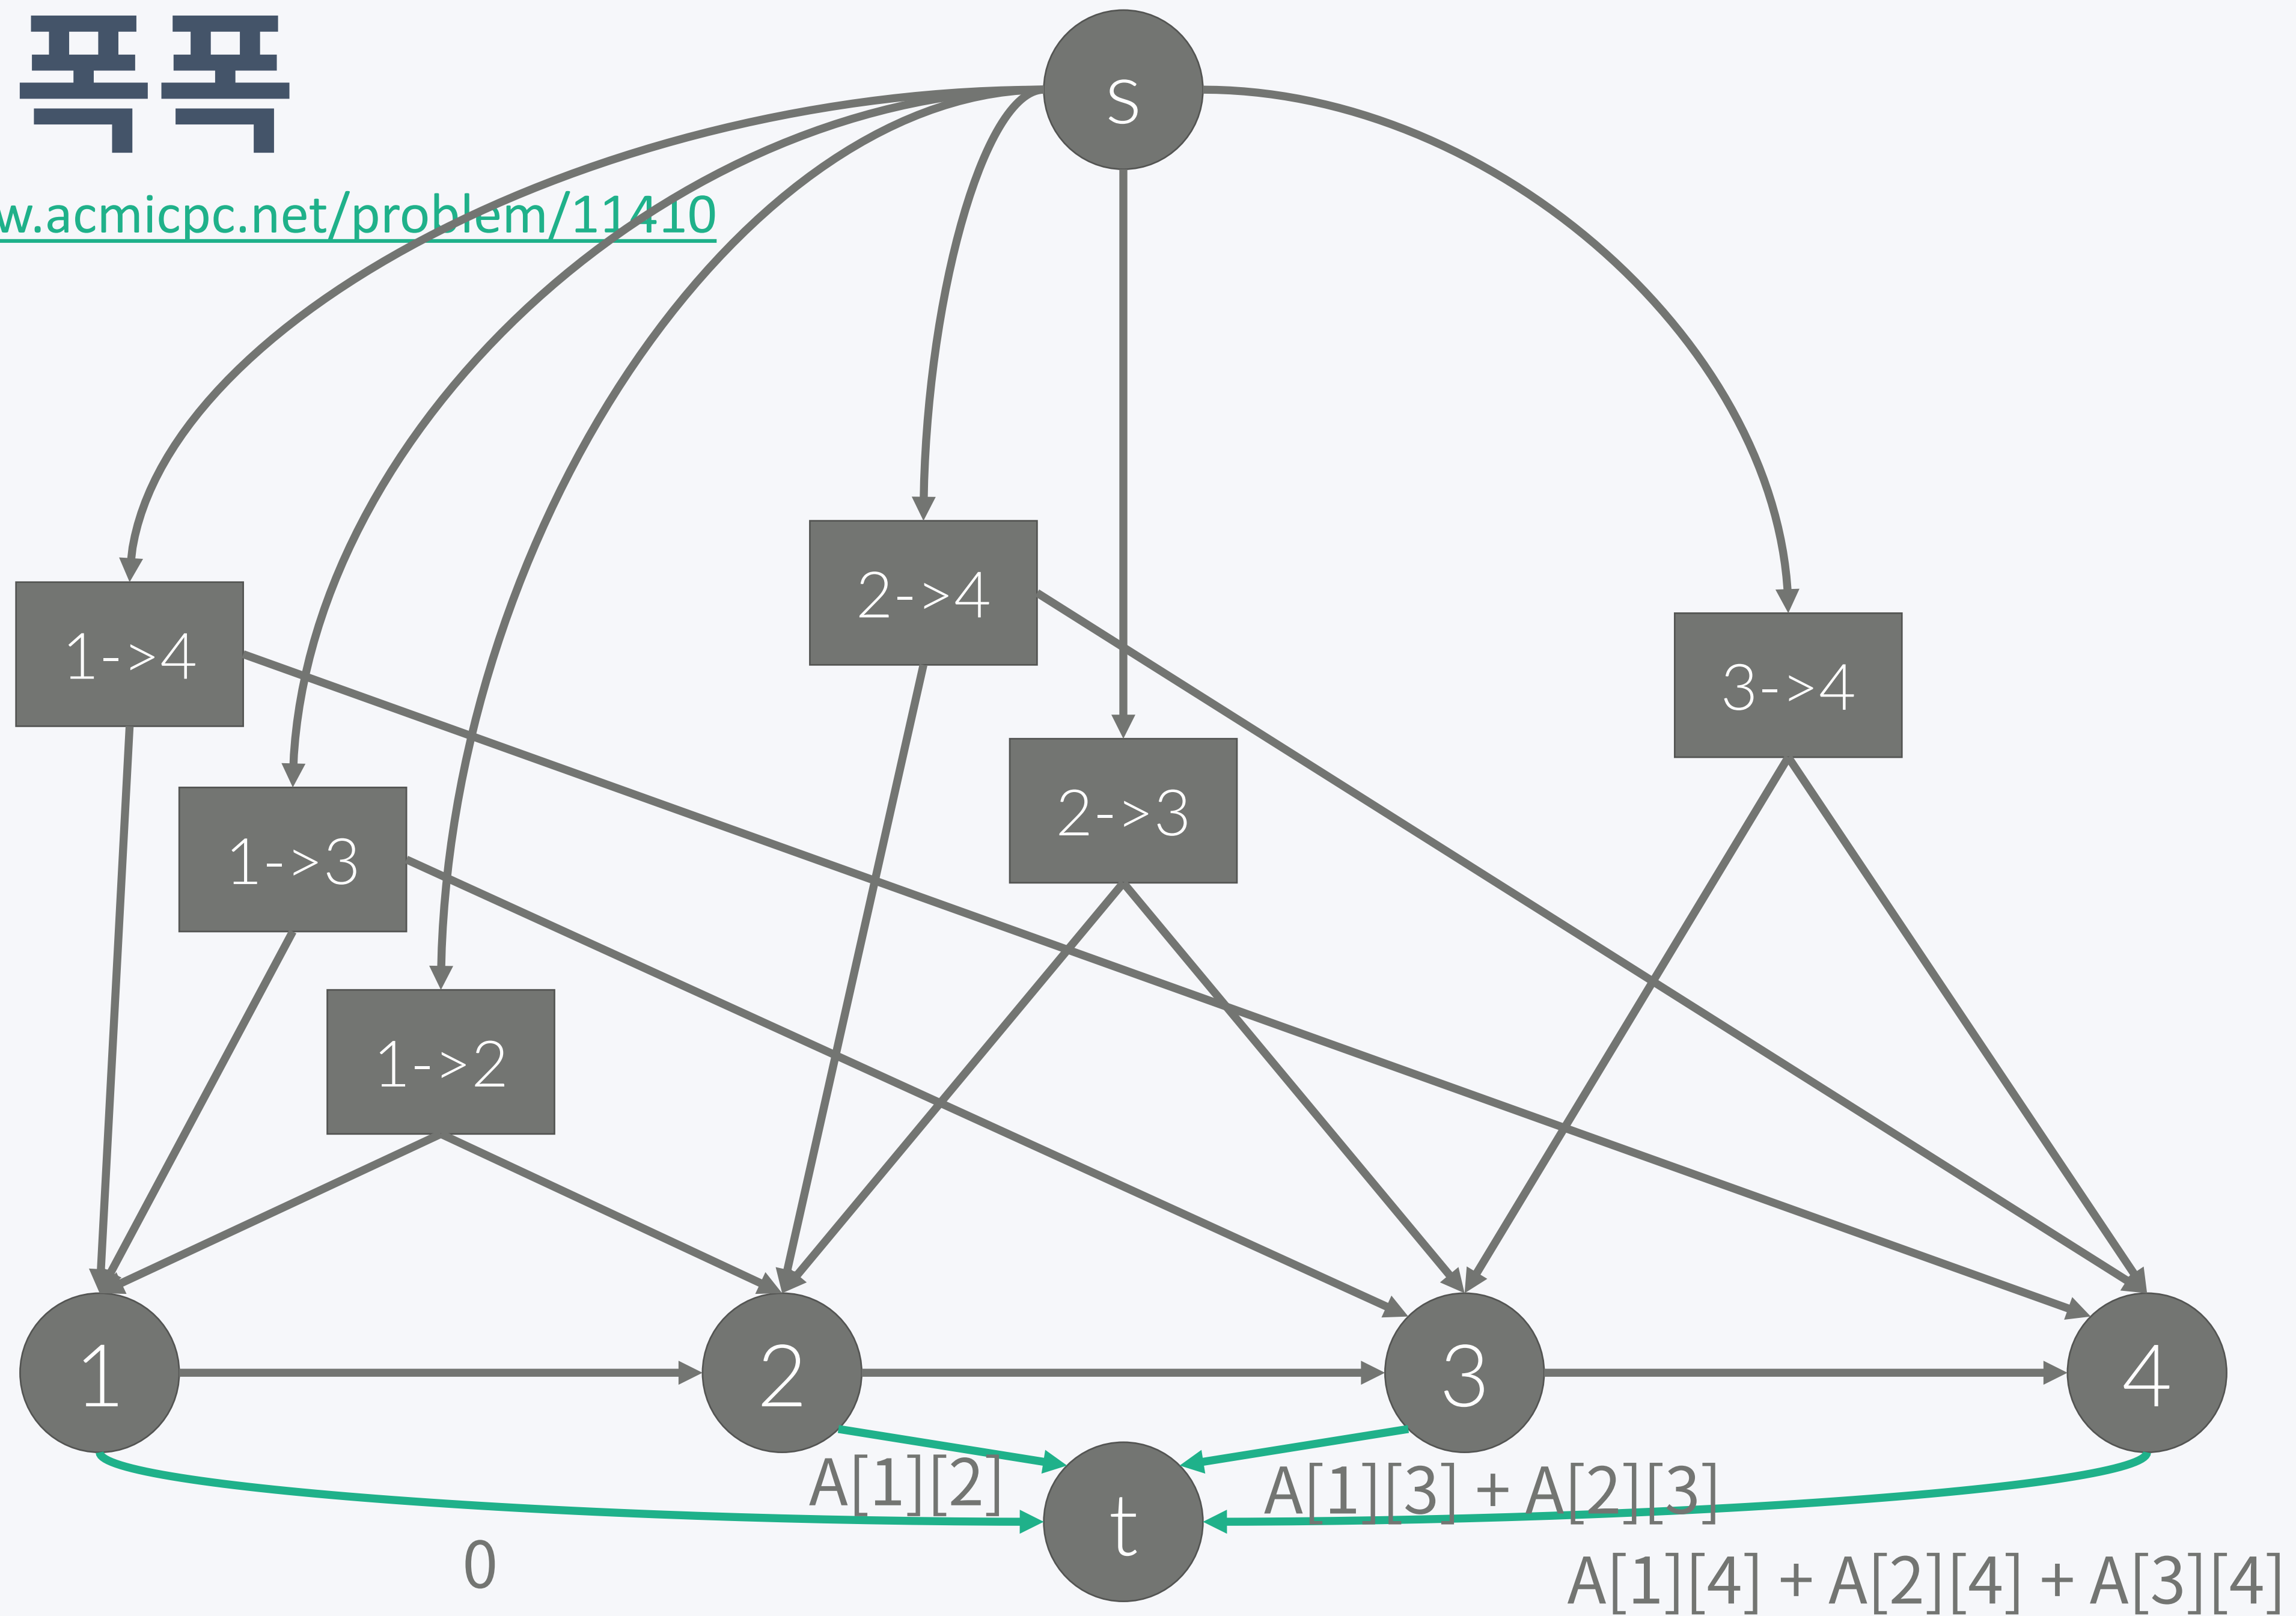 폭폭
w.acmicpc.net/problem/11410
s
2->4
1->4
3->4
2->3
1->3
1->2
1
2
3
4
A[1][2]
A[1][3] + A[2][3]
t
0
A[1][4] + A[2][4] + A[3][4]